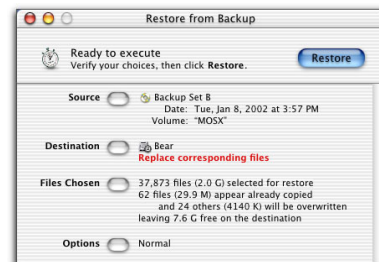 Restore from Backup
Ready to execute
Verify your choices, then click Restore.
Restore
Source
Backup Set B
Date: Tue, Jan 8, 2002 at 3:57 PM
Volume: “MOSX”
Destination
Bear
Replace corresponding files
Files Chosen
37,873 files (2.0 G) selected for restore
62 files (29.9 M) appear already copied
and 24 others (4140 K) will be overwritten
leaving 7.6 G free on the destination
Options
Normal